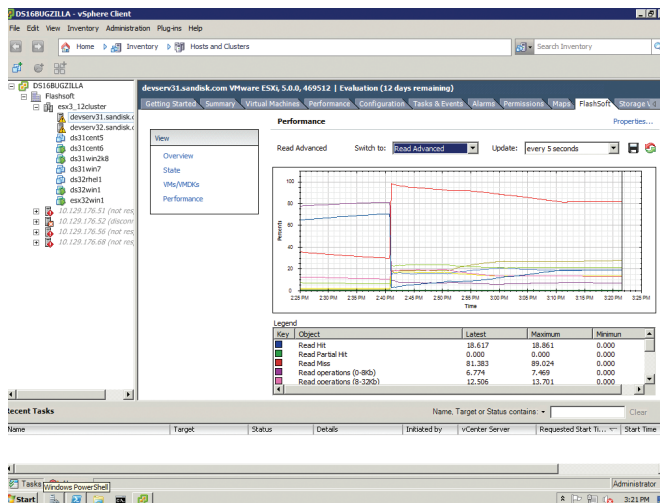 DS16BUGZILLA - vSphere Client
File Edit View Inventory Administration Plug-ins Help
Home Inventory Hosts and Clusters Search Inventory
DS16BUGZILLA
Flashsoft
esx3_12cluster
devserv31.sandisk.c
devserv32.sandisk.c
ds31cent5
ds31cent6
ds31win2k8
ds31win7
ds32rhel1
ds32win1
esx32win1
10.129.176.51 (not res
10.129.176.52 (disconn
10.129.176.56 (not res
10.129.176.68 (not res
devserv31.sandisk.com VMware ESXi, 5.0.0, 469512 | Evaluation (12 days remaining)
Getting Started Summary Virtual Machines Performance Configuration Tasks & Events Alarms Permissions Maps FlashSoft Storage V
View
Overview
State
VMs/VMDKs
Performance
Performance Properties...
Read Advanced Switch to: Read Advanced Update: every 5 seconds
100
80
60
40
20
0
Percents
2:25 PM 2:30 PM 2:35 PM 2:40 PM 2:45 PM 2:50 PM 2:55 PM 3:00 PM 3:05 PM 3:10 PM 3:15 PM 3:20 PM 3:25 PM
Time
Legend
Key Object Latest Maximum Minimun
Read Hit 18.617 18.861 0.000
Read Partial Hit 0.000 0.000 0.000
Read Miss 81.383 89.024 0.000
Read operations (0-8Kb) 6.774 7.469 0.000
Read operations (8-32Kb) 12.506 13.701 0.000
Recent Tasks Name, Target or Status contains: Clear
Name Target Status Details Initiated by vCenter Server Requested Start Ti... Start Time
Tasks Administrator
Windows PowerShell
Start 3:21 PM